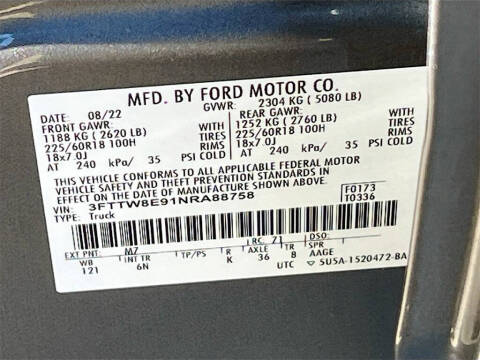 MFD. BY FORD MOTOR CO.
DATE: 08/22 GVWR: 2304 KG ( 5080 LB)
FRONT GAWR: REAR GAWR:
1188 KG ( 2620 LB) WITH 1252 KG ( 2760 LB) WITH
225/60R18 100H TIRES 225/60R18 100H TIRES
18x7.0J RIMS 18x7.0J RIMS
AT 240 kPa/ 35 PSI COLD AT 240 kPa/ 35 PSI COLD
THIS VEHICLE CONFORMS TO ALL APPLICABLE FEDERAL MOTOR
VEHICLE SAFETY AND THEFT PREVENTION STANDARDS IN
EFFECT ON THE DATE OF MANUFACTURE SHOWN ABOVE.
VIN: 3FTTW8E91NRA88758 F0173
TYPE: Truck T0336
EXT PNT: M7 RC: 71 DSO:
WB INT TR TP/PS R AXLE TR SPR
121 6N K 36 8 AAGE
UTC 5U5A-1520472-BA